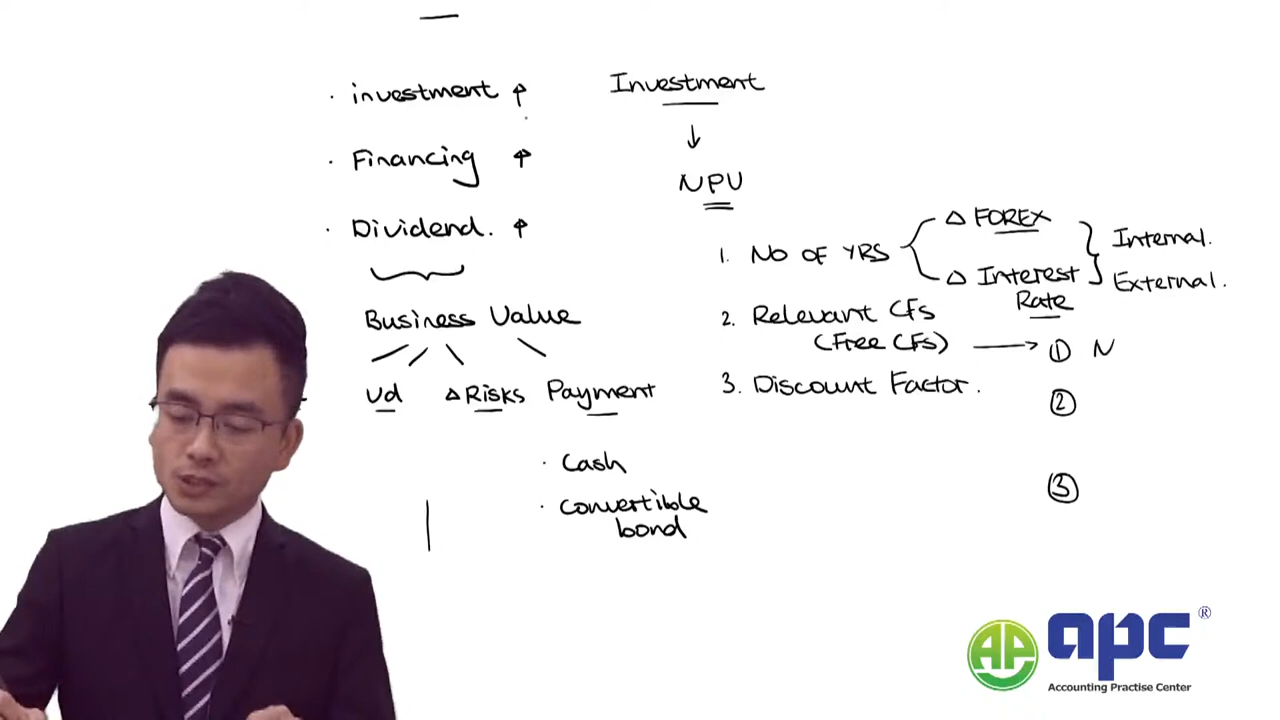 · investment ↑
· Financing ↑
· Dividend. ↑
Business Value
Vd
△ Risks
Payment
· Cash
· Convertible
bond
Investment
↓
NPV
1. NO OF YRS
△ FOREX
△ Interest
Rate
Internal.
External.
2. Relevant CFs
(Free CFs) → ① N
②
③
3. Discount Factor.
AP apc ®
Accounting Practise Center